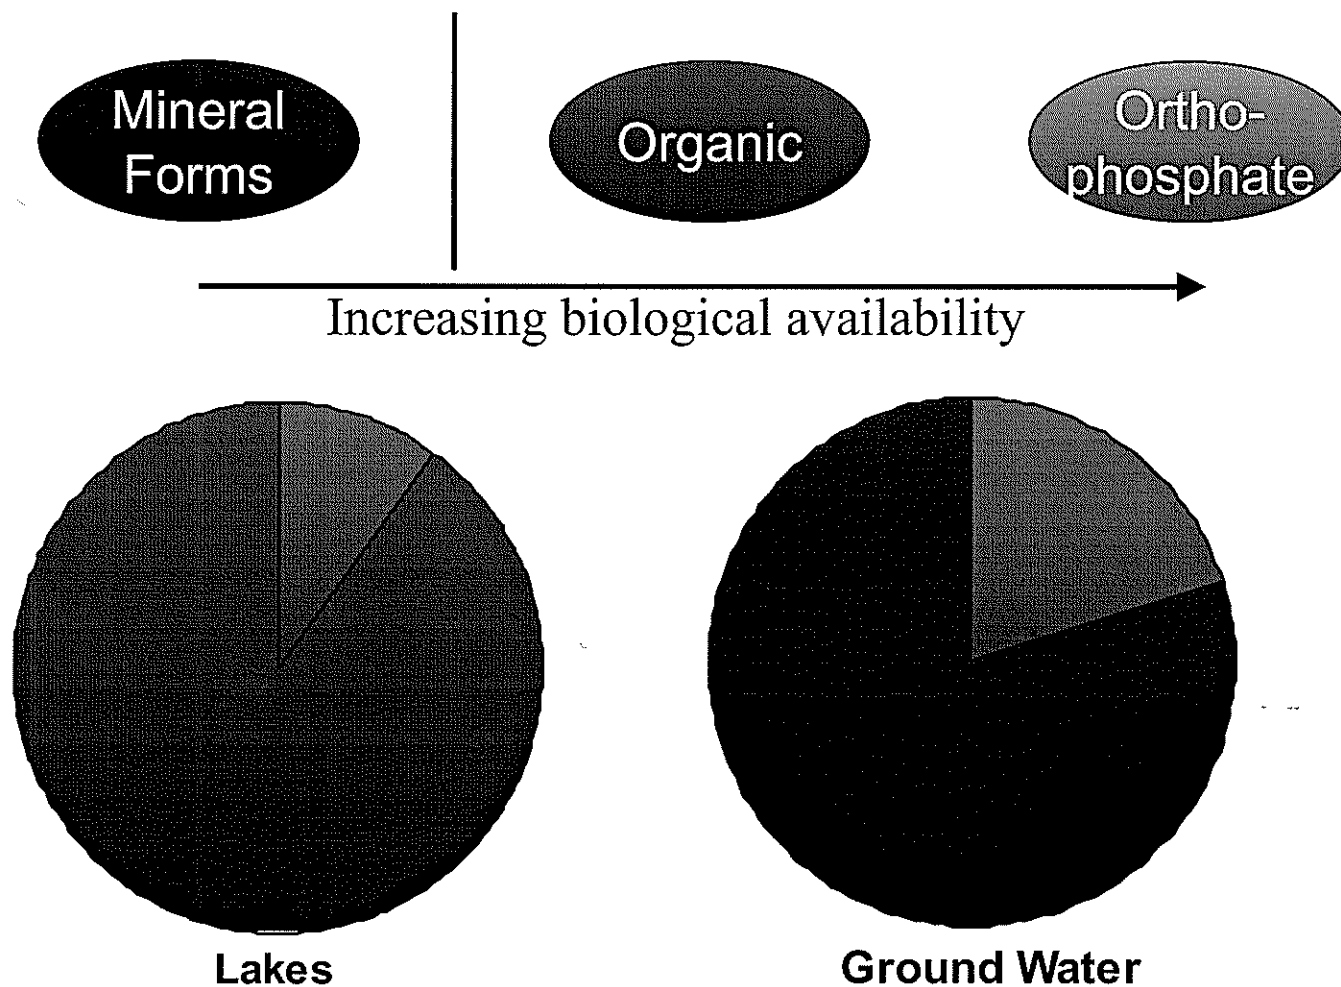 Mineral
Forms
Organic
Ortho-
phosphate
Increasing biological availability
Lakes
Ground Water